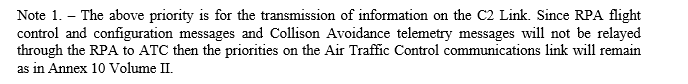 Note 1. – The above priority is for the transmission of information on the C2 Link. Since RPA flight
control and configuration messages and Collison Avoidance telemetry messages will not be relayed
through the RPA to ATC then the priorities on the Air Traffic Control communications link will remain
as in Annex 10 Volume II.